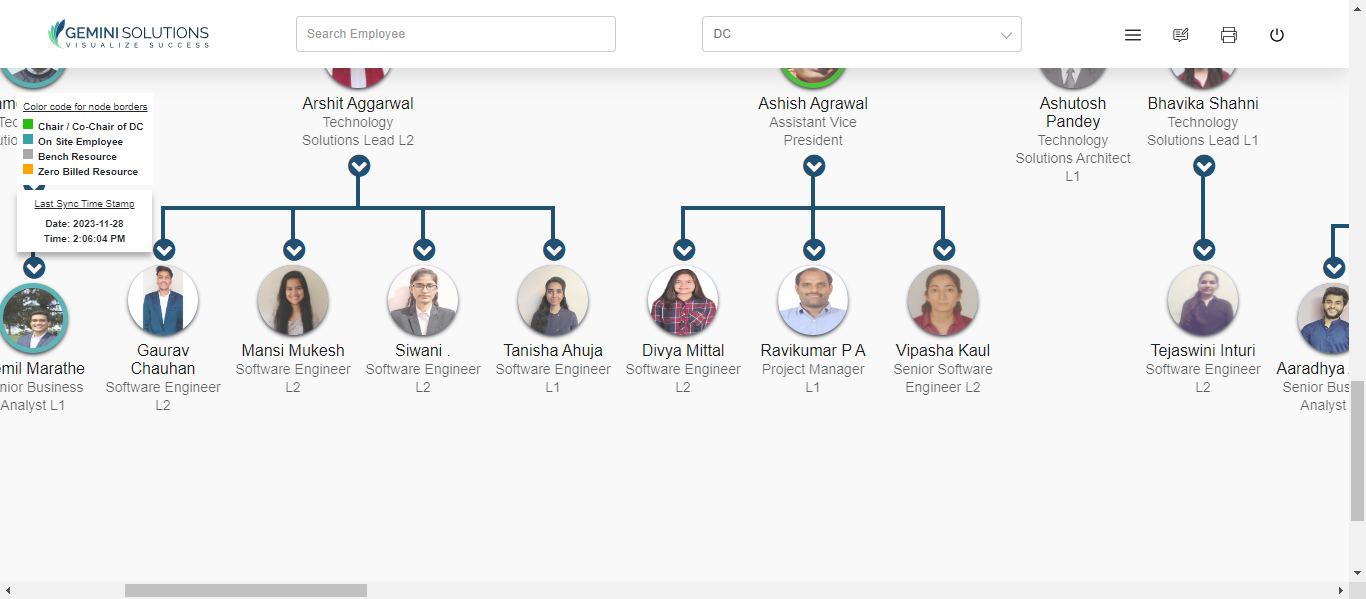 GEMINI SOLUTIONS
VISUALIZE SUCCESS
Search Employee
DC
Color code for node borders
Chair / Co-Chair of DC
On Site Employee
Bench Resource
Zero Billed Resource
Last Sync Time Stamp
Date: 2023-11-28
Time: 2:06:04 PM
Arshit Aggarwal
Technology
Solutions Lead L2
Ashish Agrawal
Assistant Vice
President
Ashutosh
Pandey
Technology
Solutions Architect
L1
Bhavika Shahni
Technology
Solutions Lead L1
emil Marathe
nior Business
Analyst L1
Gaurav
Chauhan
Software Engineer
L2
Mansi Mukesh
Software Engineer
L2
Siwani .
Software Engineer
L2
Tanisha Ahuja
Software Engineer
L1
Divya Mittal
Software Engineer
L2
Ravikumar P A
Project Manager
L1
Vipasha Kaul
Senior Software
Engineer L2
Tejaswini Inturi
Software Engineer
L2
Aaradhya
Senior Bus
Analyst